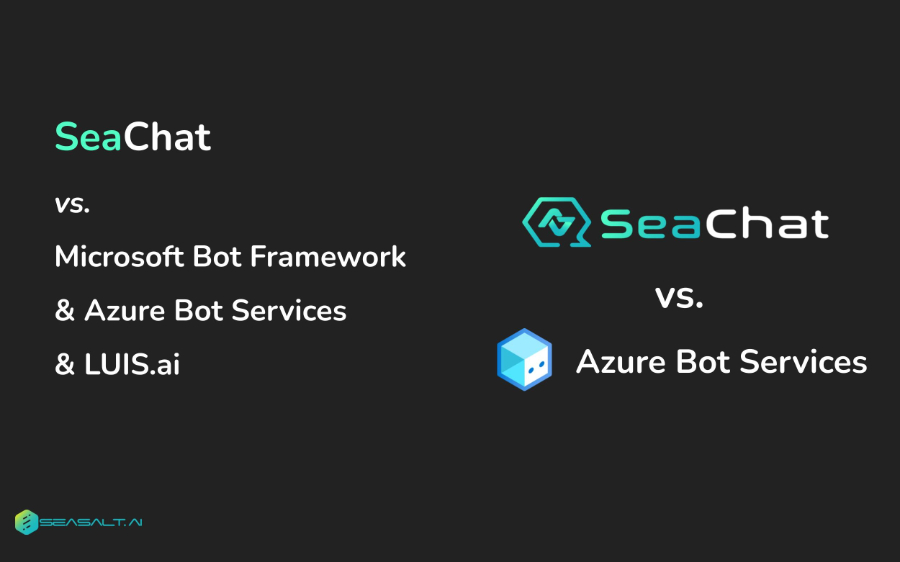 SeaChat
vs.
Microsoft Bot Framework
& Azure Bot Services
& LUIS.ai
SeaChat
vs.
Azure Bot Services
SEASALT.AI